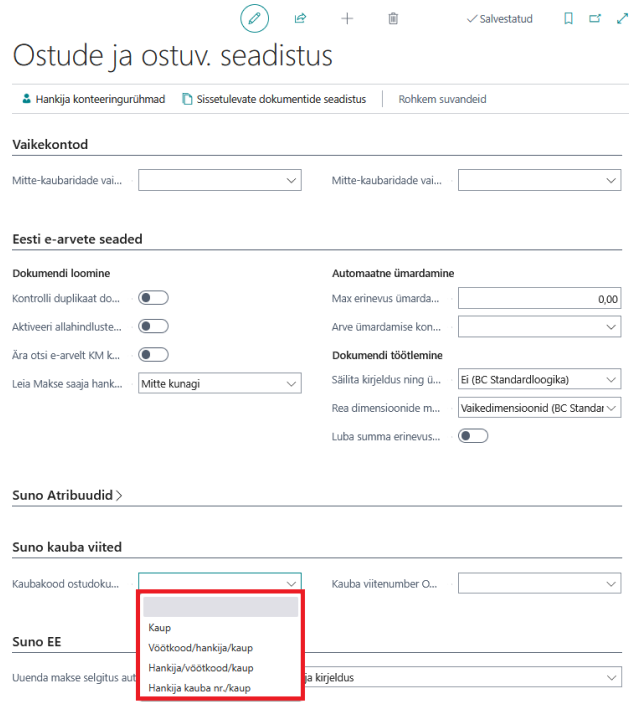 Salvestatud
Ostude ja ostuv. seadistus
Hankija konteeringurühmad Sissetulevate dokumentide seadistus Rohkem suvandeid
Vaikekontod
Mitte-kaubaridade vai... Mitte-kaubaridade vai...
Eesti e-arvete seaded
Dokumendi loomine Automaatne ümardamine
Kontrolli duplikaat do... Max erinevus ümarda... 0,00
Aktiveeri allahindluste... Arve ümardamise kon...
Ära otsi e-arvelt KM k... Dokumendi töötlemine
Leia Makse saaja hank... Mitte kunagi Säilita kirjeldus ning ü... Ei (BC Standardloogika)
Rea dimensioonide m... Vaikedimensioonid (BC Standar
Luba summa erinevus...
Suno Atribuudid >
Suno kauba viited
Kaubakood ostudoku... Kauba viitenumber O...
Kaup
Suno EE
Vöötkood/hankija/kaup
Hankija/vöötkood/kaup
Uuenda makse selgitus aut ja kirjeldus
Hankija kauba nr./kaup